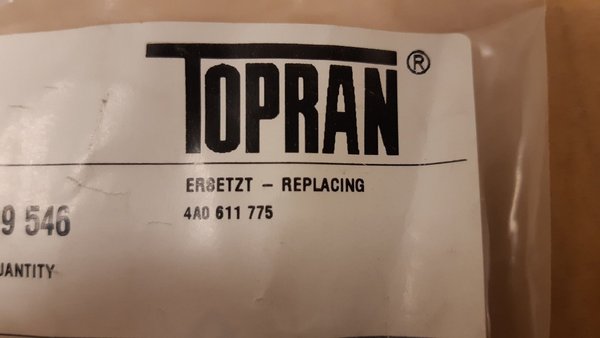 TOPRAN®
ERSETZT - REPLACING
4A0 611 775
9 546
UANTITY